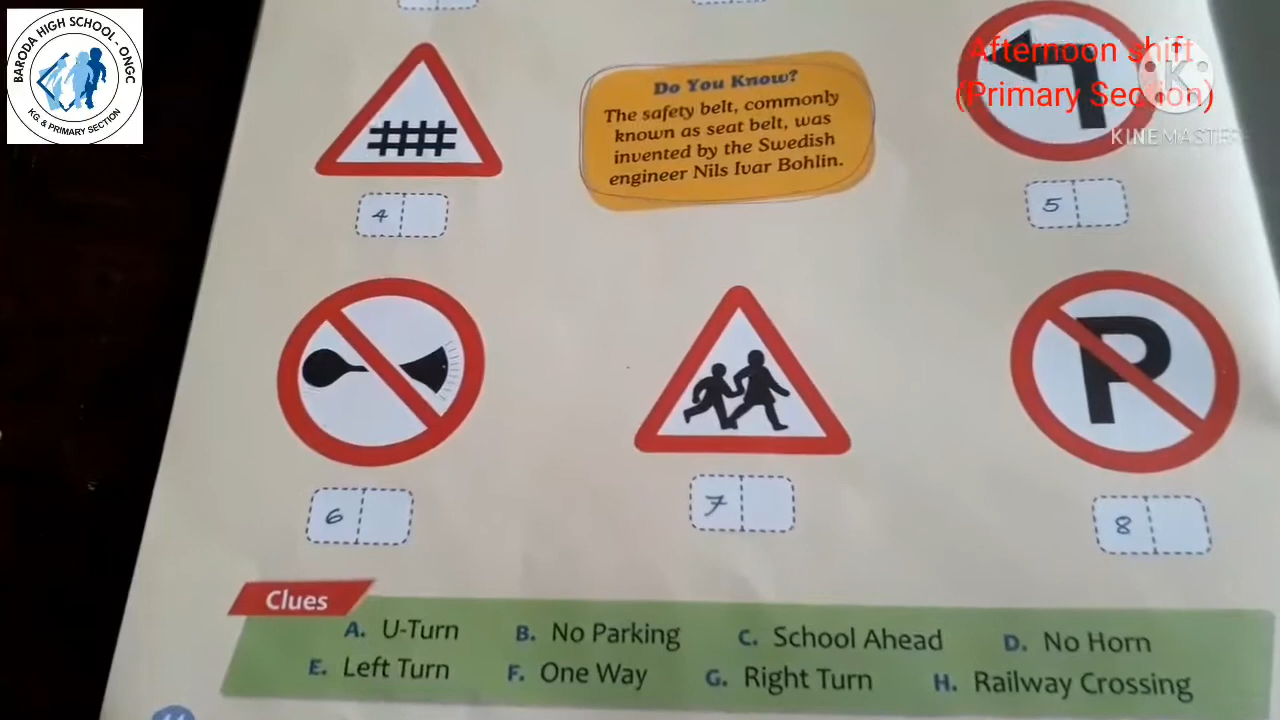 BARODA HIGH SCHOOL - ONGC
KG & PRIMARY SECTION
Afternoon shift
(Primary Section)
K
KINEMASTER
Do You Know?
The safety belt, commonly
known as seat belt, was
invented by the Swedish
engineer Nils Ivar Bohlin.
4
5
P
6
7
8
Clues
A. U-Turn B. No Parking C. School Ahead D. No Horn
E. Left Turn F. One Way G. Right Turn H. Railway Crossing